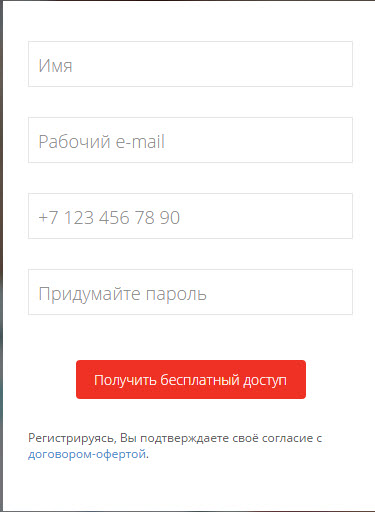 Имя
Рабочий e-mail
+7 123 456 78 90
Придумайте пароль
Получить бесплатный доступ
Регистрируясь, Вы подтверждаете своё согласие с
договором-офертой.